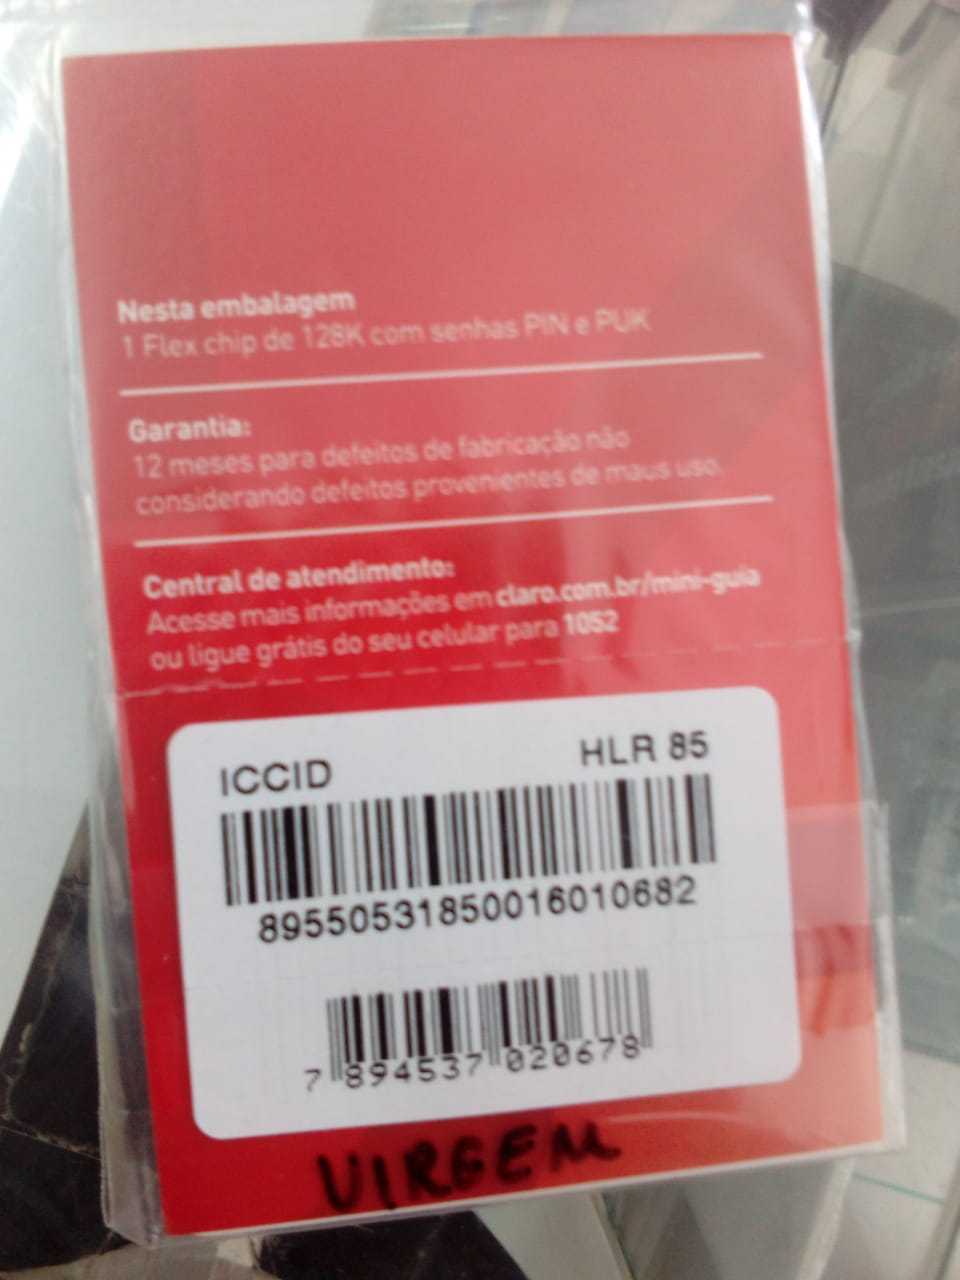 Nesta embalagem
1 Flex chip de 128K com senhas PIN e PUK
Garantia:
12 meses para defeitos de fabricação não
considerando defeitos provenientes de maus uso.
Central de atendimento:
Acesse mais informações em claro.com.br/mini-guia
ou ligue grátis do seu celular para 1052
ICCID HLR 85
89550531850016010682
7 894537 020678
VIRGEM